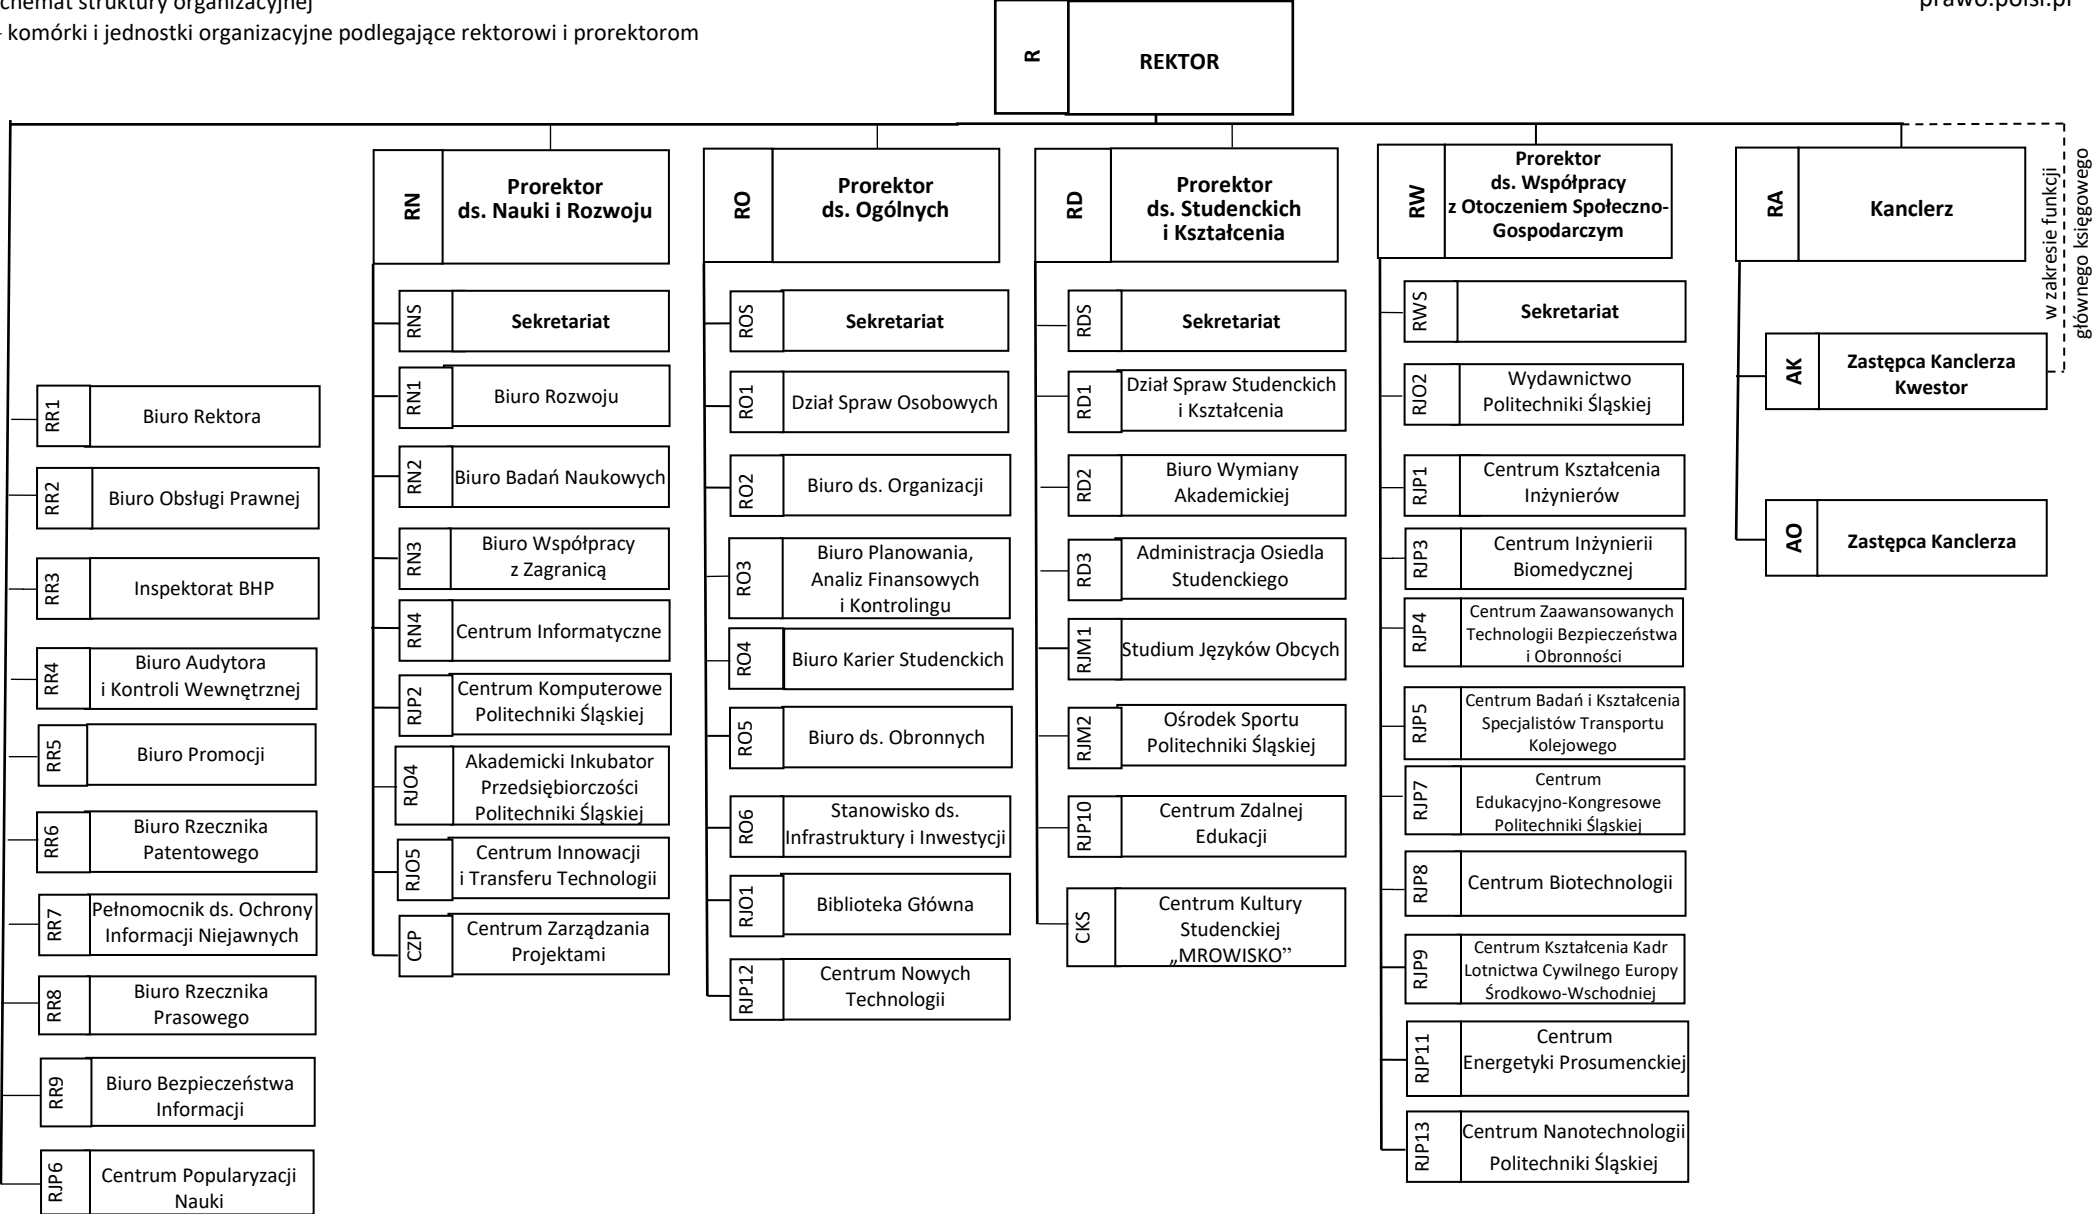 chemat struktury organizacyjnej
- komórki i jednostki organizacyjne podlegające rektorowi i prorektorom
prawo.polsl.pl
R
REKTOR
RR1
Biuro Rektora
RR2
Biuro Obsługi Prawnej
RR3
Inspektorat BHP
RR4
Biuro Audytora
i Kontroli Wewnętrznej
RR5
Biuro Promocji
RR6
Biuro Rzecznika
Patentowego
RR7
Pełnomocnik ds. Ochrony
Informacji Niejawnych
RR8
Biuro Rzecznika
Prasowego
RR9
Biuro Bezpieczeństwa
Informacji
RJP6
Centrum Popularyzacji
Nauki
RN
Prorektor
ds. Nauki i Rozwoju
RNS
Sekretariat
RN1
Biuro Rozwoju
RN2
Biuro Badań Naukowych
RN3
Biuro Współpracy
z Zagranicą
RN4
Centrum Informatyczne
RJP2
Centrum Komputerowe
Politechniki Śląskiej
RJO4
Akademicki Inkubator
Przedsiębiorczości
Politechniki Śląskiej
RJO5
Centrum Innowacji
i Transferu Technologii
CZP
Centrum Zarządzania
Projektami
RO
Prorektor
ds. Ogólnych
ROS
Sekretariat
RO1
Dział Spraw Osobowych
RO2
Biuro ds. Organizacji
RO3
Biuro Planowania,
Analiz Finansowych
i Kontrolingu
RO4
Biuro Karier Studenckich
RO5
Biuro ds. Obronnych
RO6
Stanowisko ds.
Infrastruktury i Inwestycji
RJO1
Biblioteka Główna
RJP12
Centrum Nowych
Technologii
RD
Prorektor
ds. Studenckich
i Kształcenia
RDS
Sekretariat
RD1
Dział Spraw Studenckich
i Kształcenia
RD2
Biuro Wymiany
Akademickiej
RD3
Administracja Osiedla
Studenckiego
RJM1
Studium Języków Obcych
RJM2
Ośrodek Sportu
Politechniki Śląskiej
RJP10
Centrum Zdalnej
Edukacji
CKS
Centrum Kultury
Studenckiej
„MROWISKO”
RW
Prorektor
ds. Współpracy
z Otoczeniem Społeczno-
Gospodarczym
RWS
Sekretariat
RJO2
Wydawnictwo
Politechniki Śląskiej
RJP1
Centrum Kształcenia
Inżynierów
RJP3
Centrum Inżynierii
Biomedycznej
RJP4
Centrum Zaawansowanych
Technologii Bezpieczeństwa
i Obronności
RJP5
Centrum Badań i Kształcenia
Specjalistów Transportu
Kolejowego
RJP7
Centrum
Edukacyjno-Kongresowe
Politechniki Śląskiej
RJP8
Centrum Biotechnologii
RJP9
Centrum Kształcenia Kadr
Lotnictwa Cywilnego Europy
Środkowo-Wschodniej
RJP11
Centrum
Energetyki Prosumenckiej
RJP13
Centrum Nanotechnologii
Politechniki Śląskiej
RA
Kanclerz
AK
Zastępca Kanclerza
Kwestor
AO
Zastępca Kanclerza
w zakresie funkcji
głównego księgowego